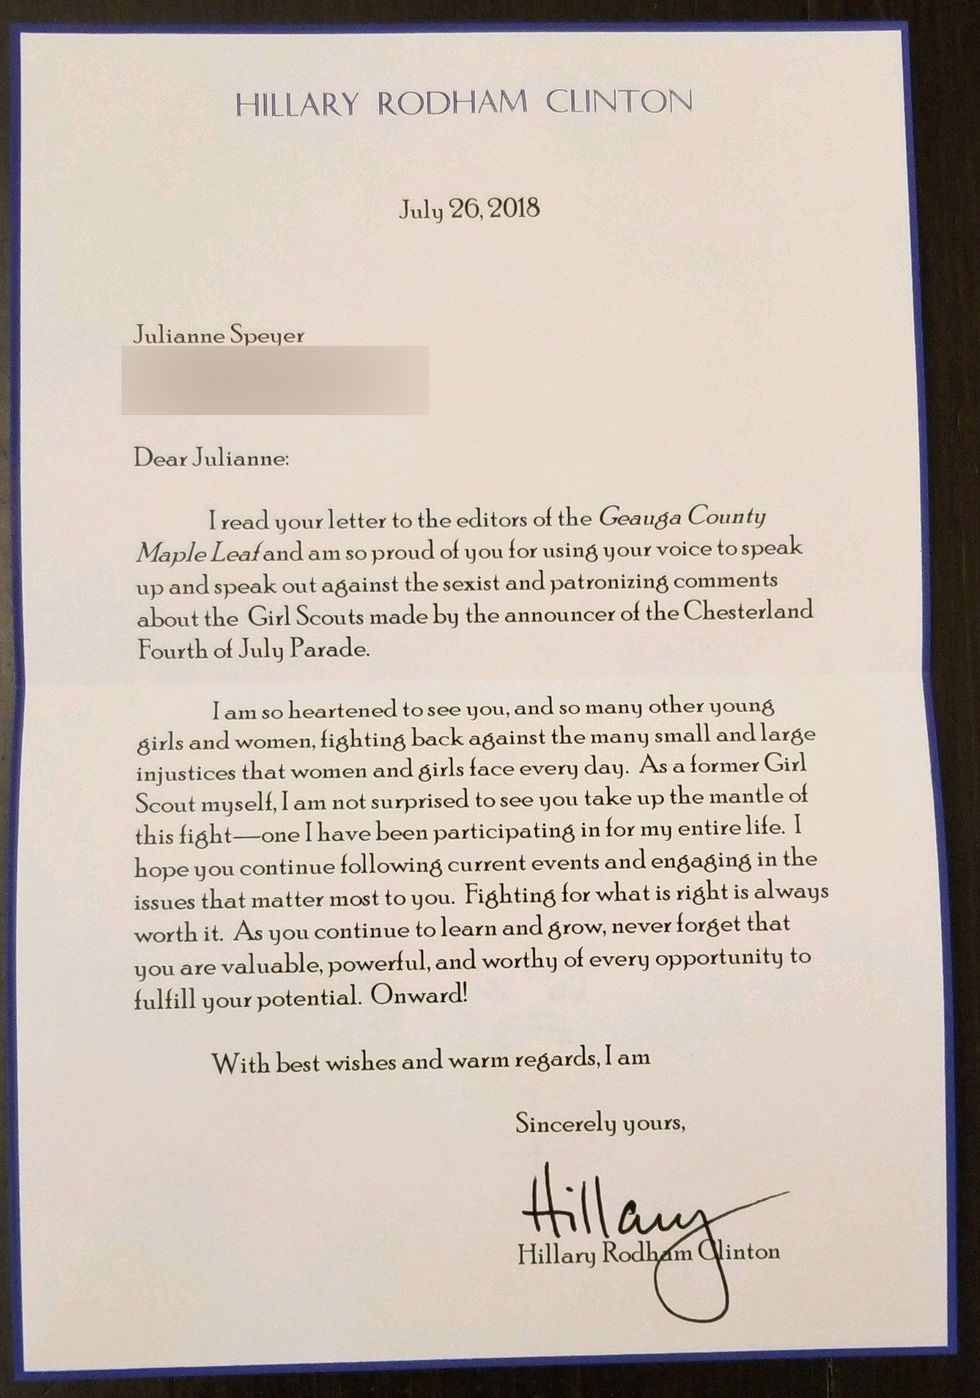 HILLARY RODHAM CLINTON
July 26, 2018
Julianne Speyer
Dear Julianne:
I read your letter to the editors of the Geauga County
Maple Leaf and am so proud of you for using your voice to speak
up and speak out against the sexist and patronizing comments
about the Girl Scouts made by the announcer of the Chesterland
Fourth of July Parade.
I am so heartened to see you, and so many other young
girls and women, fighting back against the many small and large
injustices that women and girls face every day. As a former Girl
Scout myself, I am not surprised to see you take up the mantle of
this fight—one I have been participating in for my entire life. I
hope you continue following current events and engaging in the
issues that matter most to you. Fighting for what is right is always
worth it. As you continue to learn and grow, never forget that
you are valuable, powerful, and worthy of every opportunity to
fulfill your potential. Onward!
With best wishes and warm regards, I am
Sincerely yours,
Hillary
Hillary Rodham Clinton